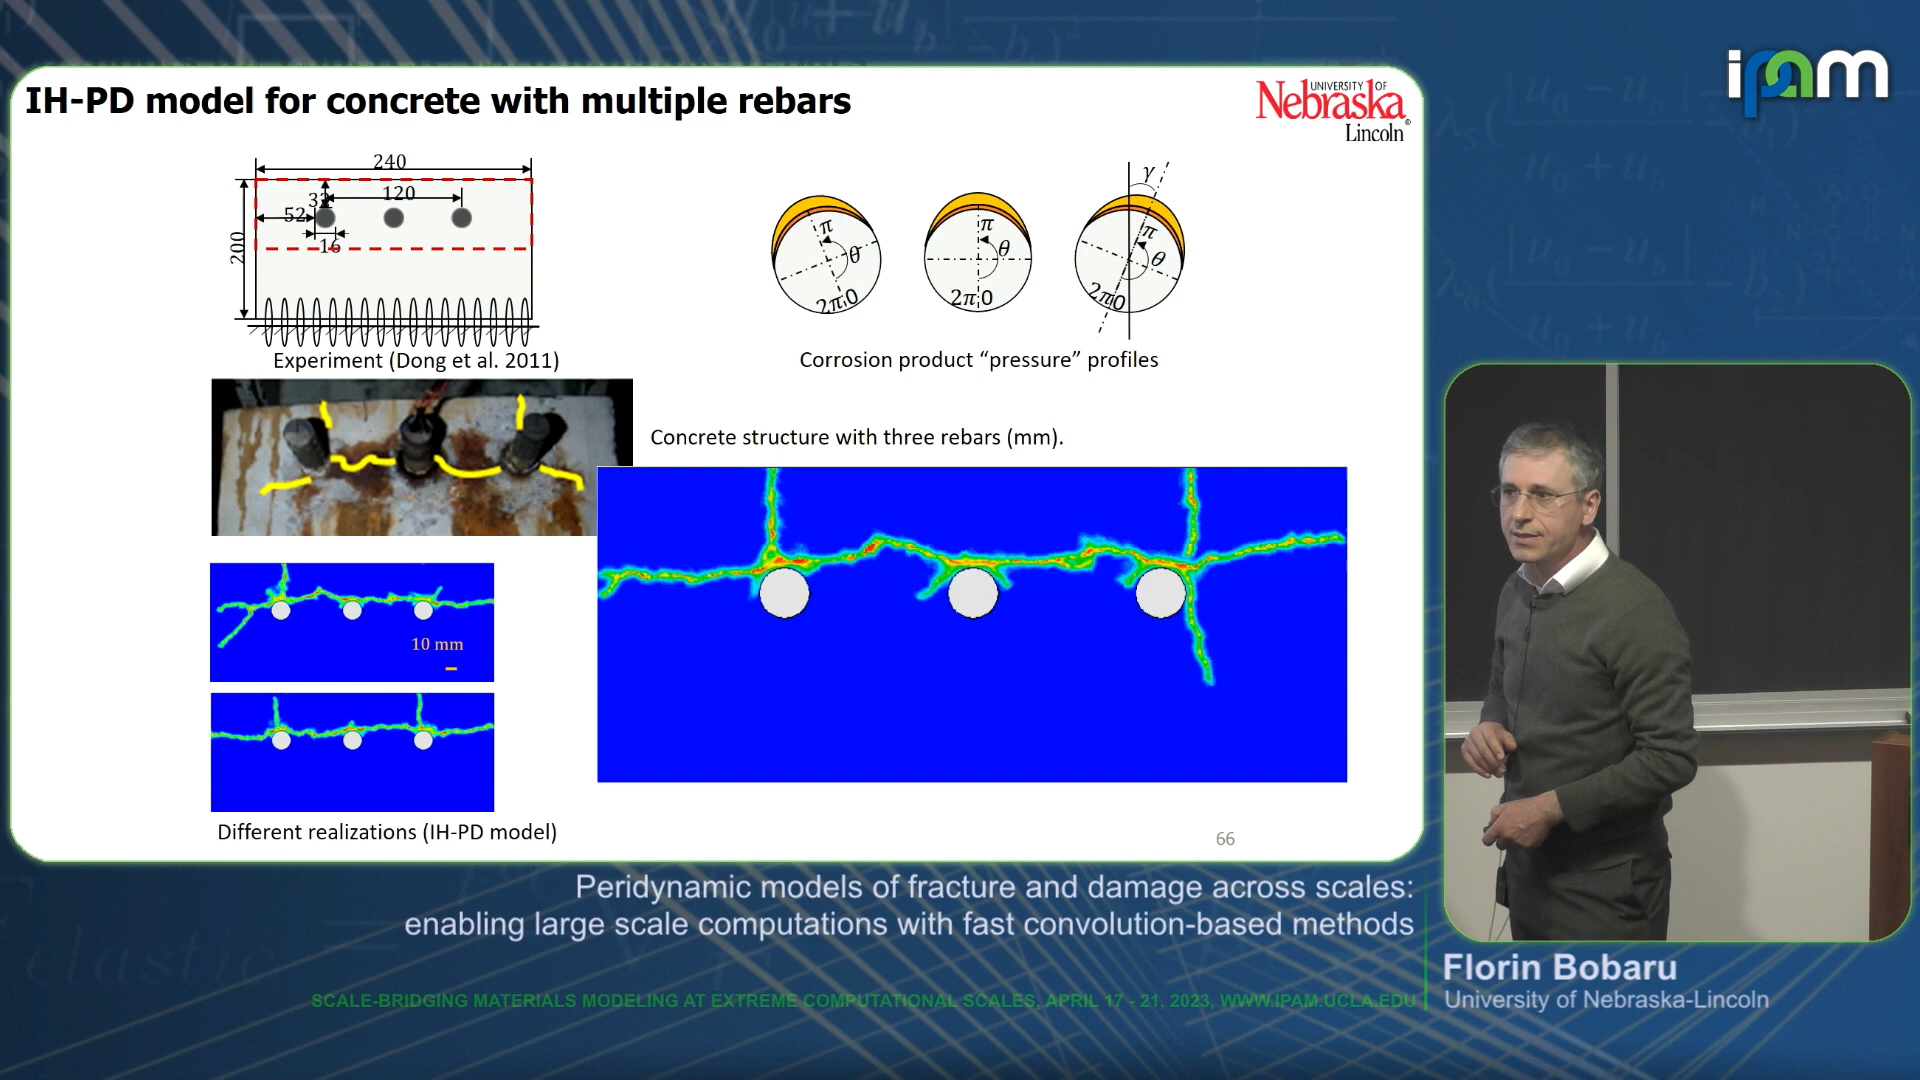 ipam
IH-PD model for concrete with multiple rebars
UNIVERSITY OF
Nebraska
Lincoln®
240
120
32
52
16
200
Experiment (Dong et al. 2011)
π
θ
2π 0
π
θ
2π 0
γ
π
θ
2π 0
Corrosion product “pressure” profiles
Concrete structure with three rebars (mm).
10 mm
Different realizations (IH-PD model)
66
Peridynamic models of fracture and damage across scales:
enabling large scale computations with fast convolution-based methods
Florin Bobaru
University of Nebraska-Lincoln
SCALE-BRIDGING MATERIALS MODELING AT EXTREME COMPUTATIONAL SCALES, APRIL 17 - 21, 2023, WWW.IPAM.UCLA.EDU
elastic